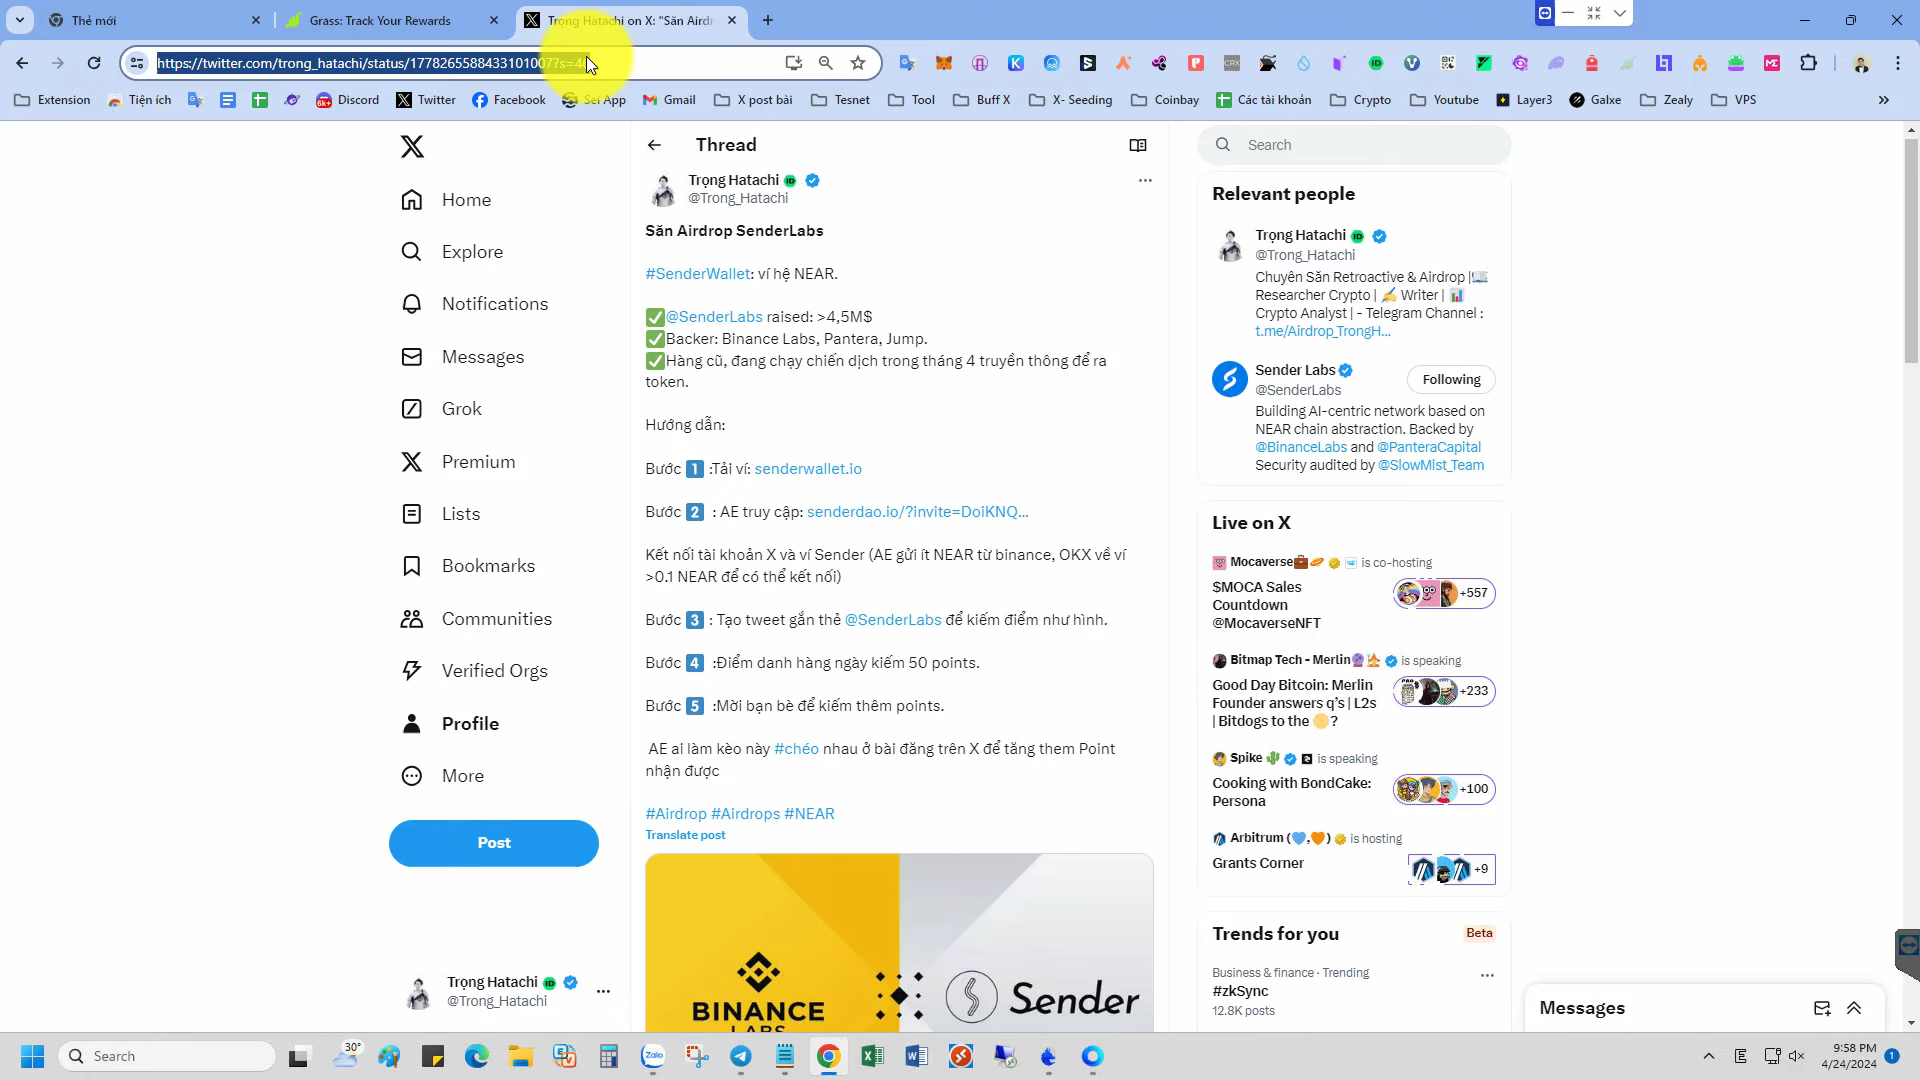 Thẻ mới
Grass: Track Your Rewards
Trọng Hatachi on X: "Săn Airdr
https://twitter.com/trong_hatachi/status/1778265588433101007?s=4
Extension
Tiện ích
Discord
Twitter
Facebook
Sei App
Gmail
X post bài
Tesnet
Tool
Buff X
X- Seeding
Coinbay
Các tài khoản
Crypto
Youtube
Layer3
Galxe
Zealy
VPS
Home
Explore
Notifications
Messages
Grok
Premium
Lists
Bookmarks
Communities
Verified Orgs
Profile
More
Post
Trọng Hatachi
@Trong_Hatachi
Thread
Trọng Hatachi
@Trong_Hatachi
Săn Airdrop SenderLabs
#SenderWallet: ví hệ NEAR.
✅@SenderLabs raised: >4,5M$
✅Backer: Binance Labs, Pantera, Jump.
✅Hàng cũ, đang chạy chiến dịch trong tháng 4 truyền thông để ra
token.
Hướng dẫn:
Bước 1️⃣ :Tải ví: senderwallet.io
Bước 2️⃣ : AE truy cập: senderdao.io/?invite=DoiKNQ...
Kết nối tài khoản X và ví Sender (AE gửi ít NEAR từ binance, OKX về ví
>0.1 NEAR để có thể kết nối)
Bước 3️⃣ : Tạo tweet gắn thẻ @SenderLabs để kiếm điểm như hình.
Bước 4️⃣ :Điểm danh hàng ngày kiếm 50 points.
Bước 5️⃣ :Mời bạn bè để kiếm thêm points.
AE ai làm kèo này #chéo nhau ở bài đăng trên X để tăng them Point
nhận được
#Airdrop #Airdrops #NEAR
Translate post
BINANCE
LABS
Sender
Search
Relevant people
Trọng Hatachi
@Trong_Hatachi
Chuyên Săn Retroactive & Airdrop |
Researcher Crypto | ✍ Writer | 📊
Crypto Analyst | - Telegram Channel :
t.me/Airdrop_TrongH...
Sender Labs
@SenderLabs
Following
Building AI-centric network based on
NEAR chain abstraction. Backed by
@BinanceLabs and @PanteraCapital
Security audited by @SlowMist_Team
Live on X
Mocaverse is co-hosting
$MOCA Sales
Countdown
@MocaverseNFT
+557
Bitmap Tech - Merlin is speaking
Good Day Bitcoin: Merlin
Founder answers q's | L2s
| Bitdogs to the 🌕?
+233
Spike 🌵 is speaking
Cooking with BondCake:
Persona
+100
Arbitrum (💙,🧡) is hosting
Grants Corner
+9
Trends for you
Beta
Business & finance · Trending
#zkSync
12.8K posts
Messages
30°
Search
9:58 PM
4/24/2024
1